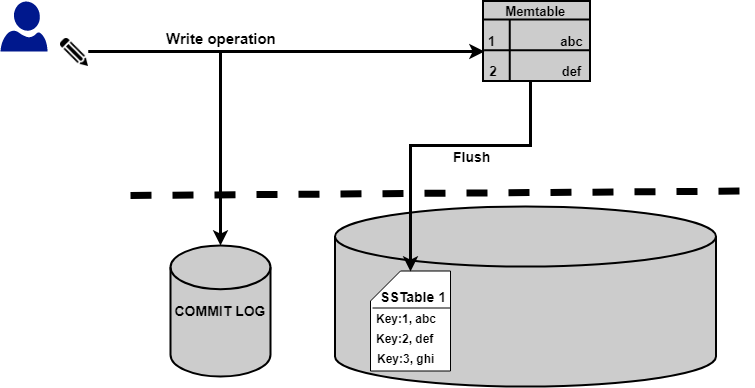 Memtable
Write operation
1 abc
2 def
Flush
SSTable 1
COMMIT LOG
Key:1, abc
Key:2, def
Key:3, ghi